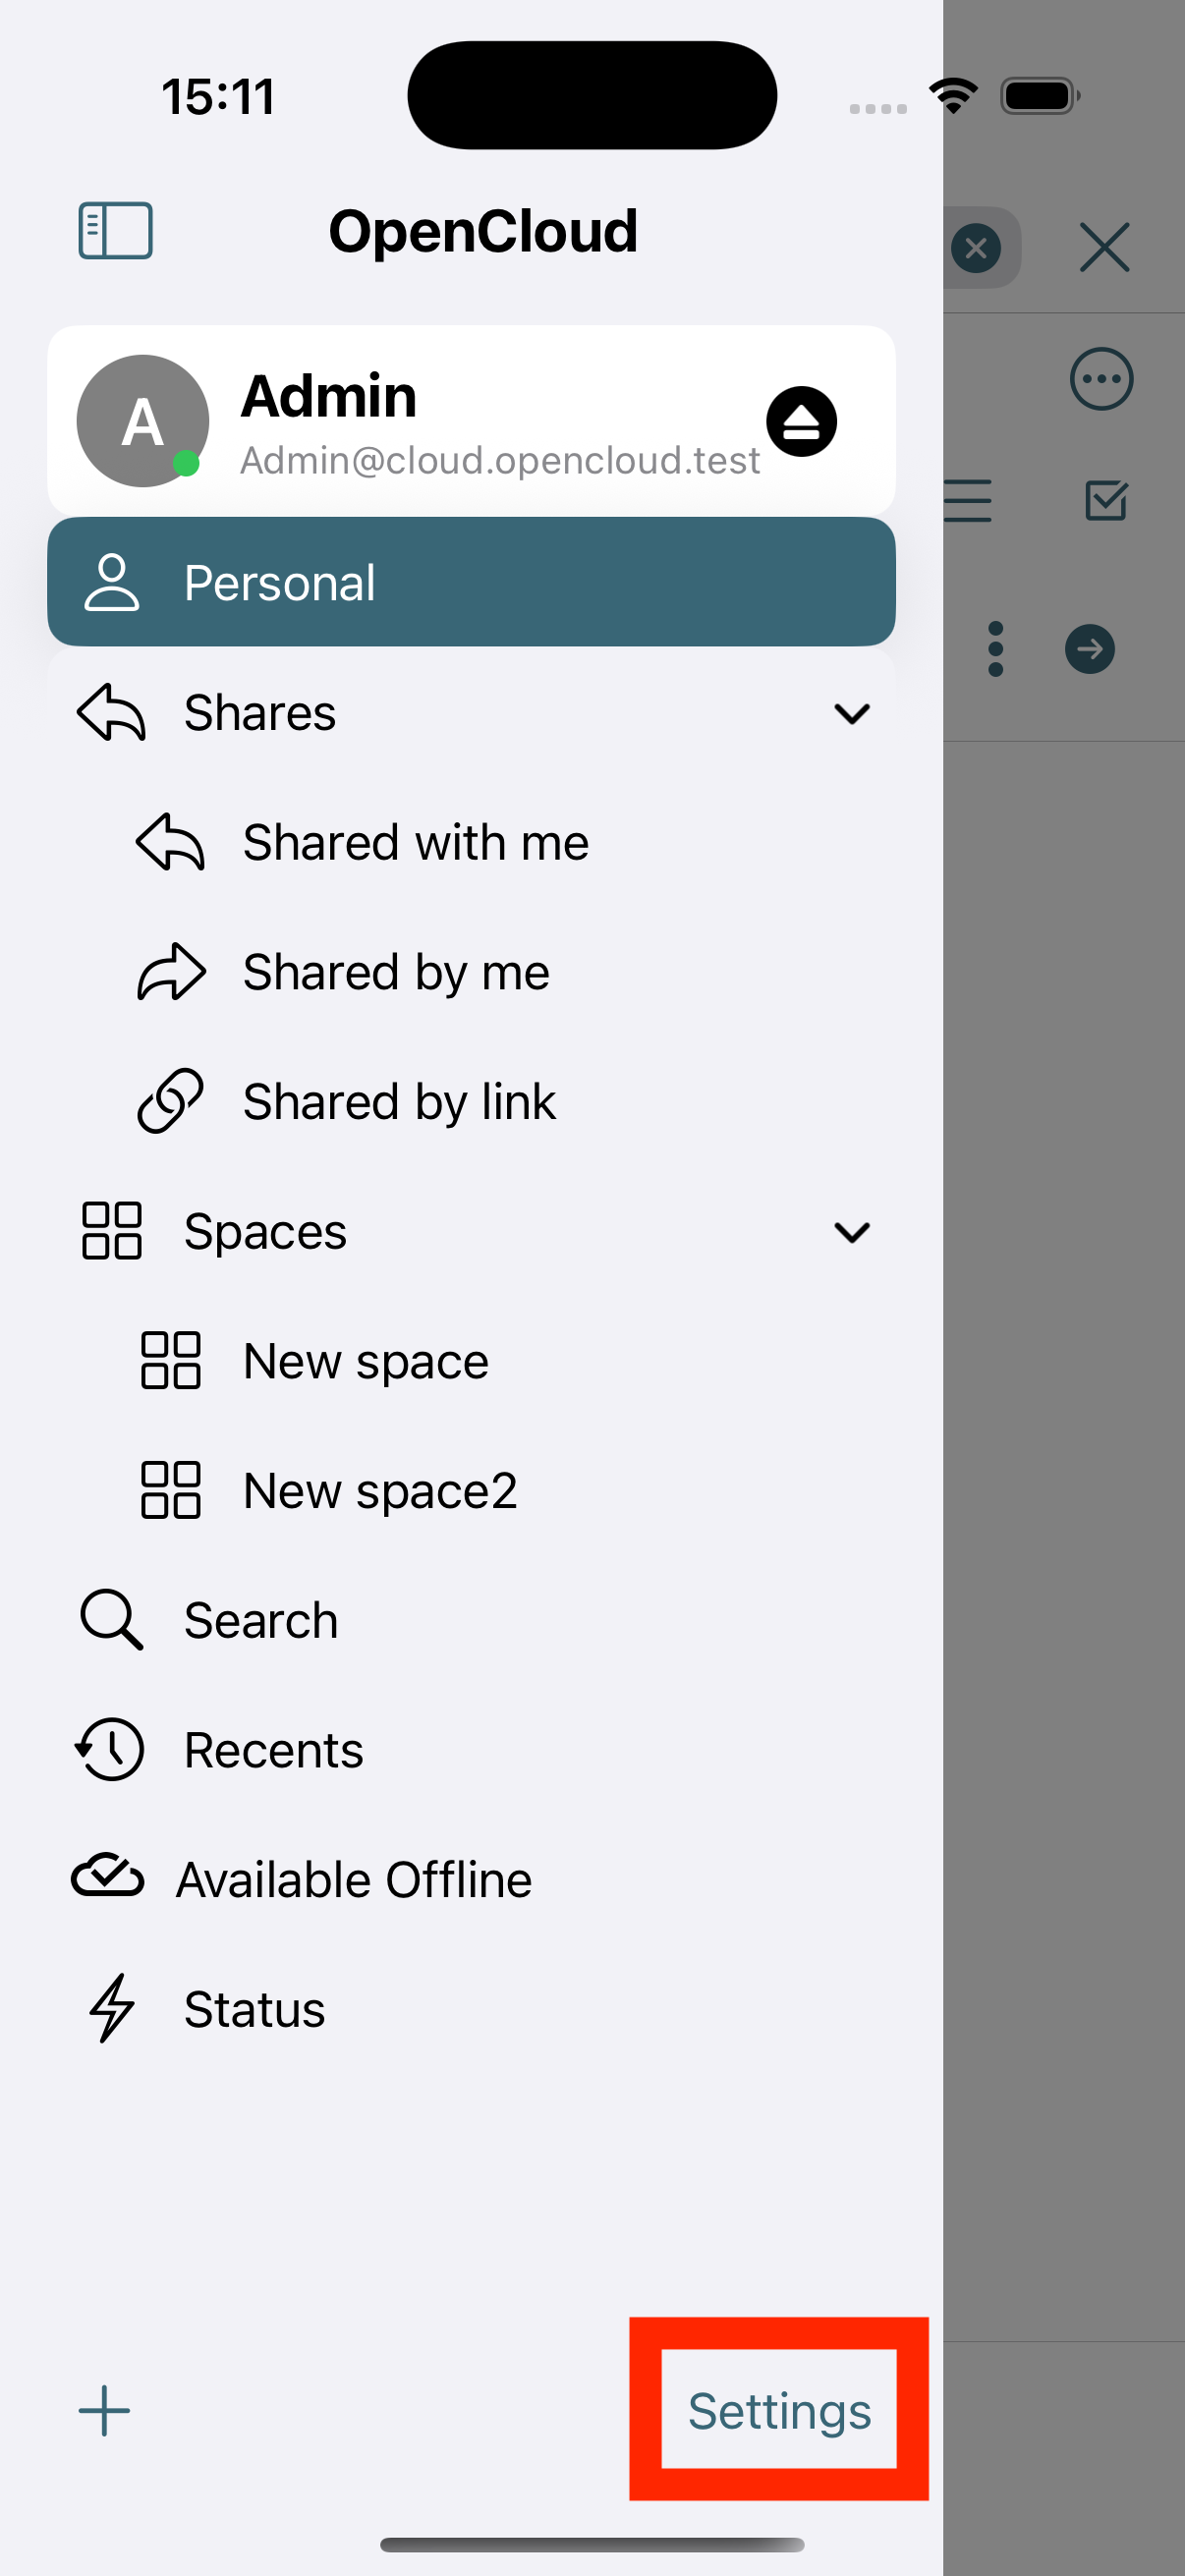 15:11
OpenCloud
A
Admin
Admin@cloud.opencloud.test
Personal
Shares
Shared with me
Shared by me
Shared by link
Spaces
New space
New space2
Search
Recents
Available Offline
Status
Settings